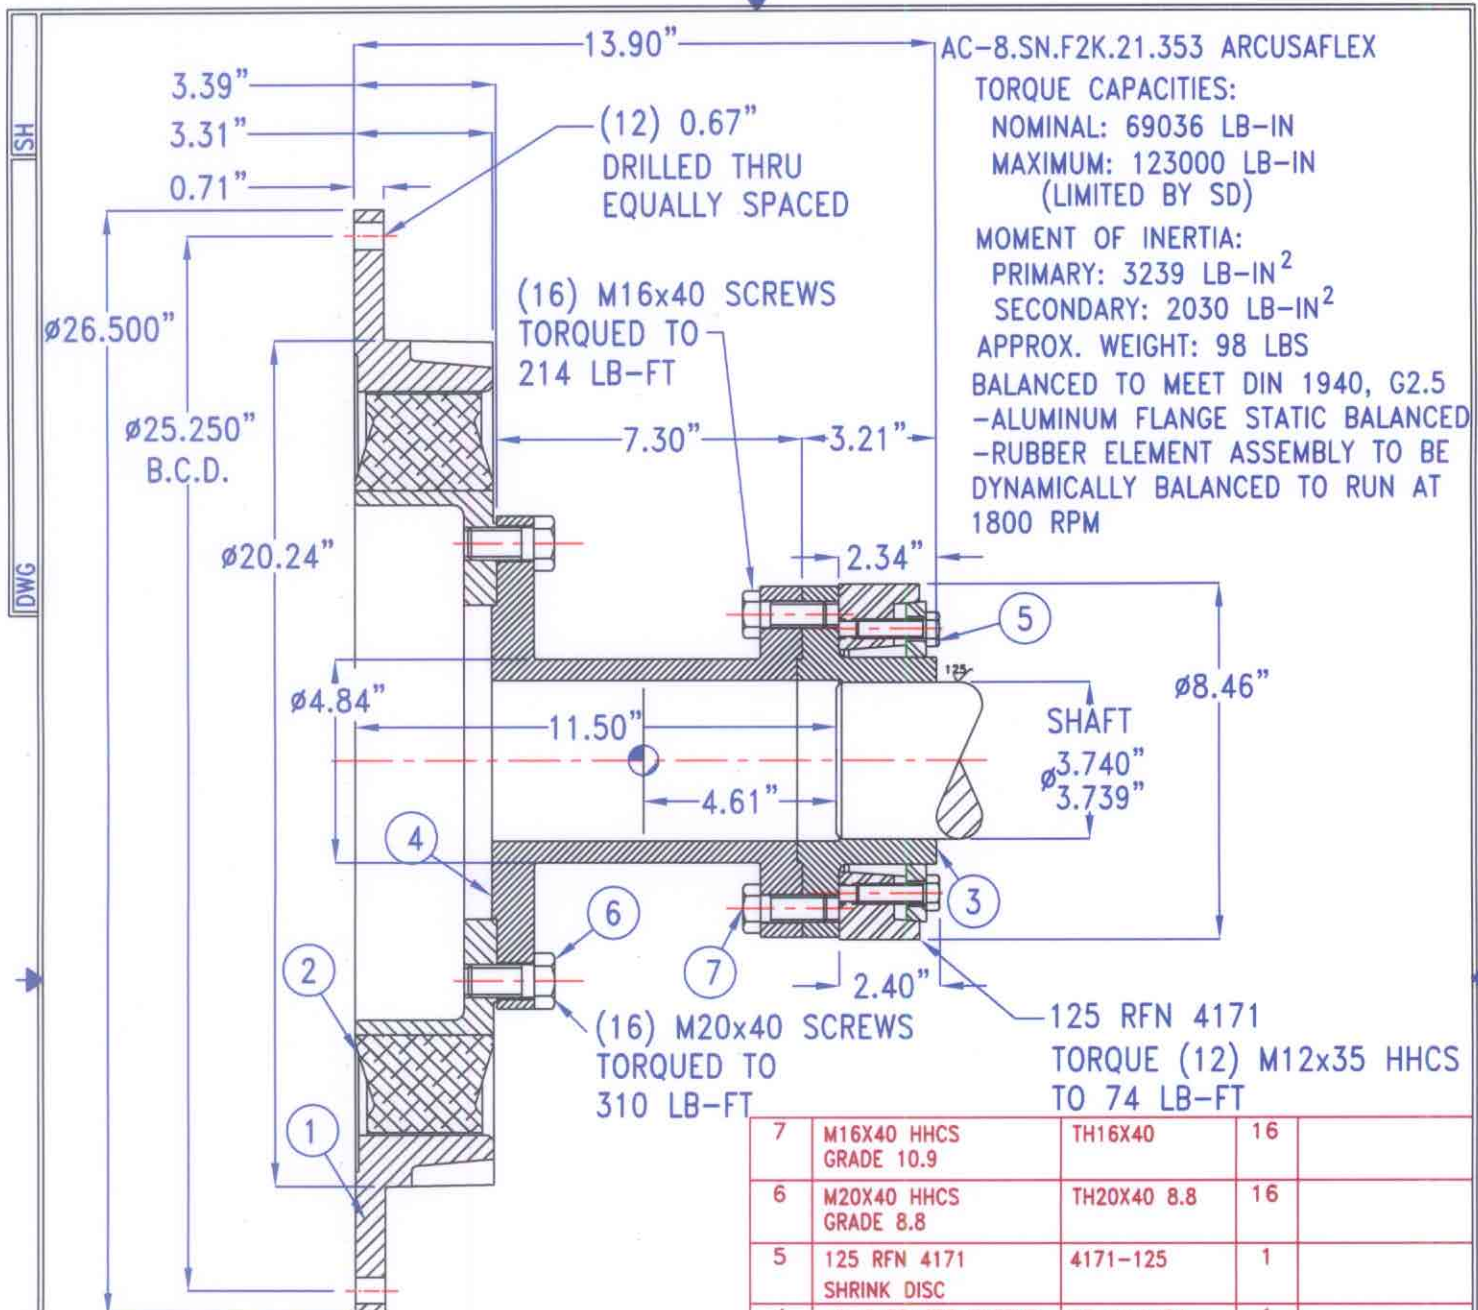 13.90"
AC-8.SN.F2K.21.353 ARCUSAFLEX
TORQUE CAPACITIES:
NOMINAL: 69036 LB-IN
MAXIMUM: 123000 LB-IN
(LIMITED BY SD)
MOMENT OF INERTIA:
PRIMARY: 3239 LB-IN²
SECONDARY: 2030 LB-IN²
APPROX. WEIGHT: 98 LBS
BALANCED TO MEET DIN 1940, G2.5
-ALUMINUM FLANGE STATIC BALANCED
-RUBBER ELEMENT ASSEMBLY TO BE
DYNAMICALLY BALANCED TO RUN AT
1800 RPM
SH
DWG
3.39"
3.31"
0.71"
(12) 0.67"
DRILLED THRU
EQUALLY SPACED
(16) M16x40 SCREWS
TORQUED TO
214 LB-FT
ø26.500"
ø25.250"
B.C.D.
7.30"
3.21"
ø20.24"
2.34"
5
125
ø4.84"
11.50"
SHAFT
ø3.740"
3.739"
ø8.46"
4.61"
4
3
6
7
2
2.40"
(16) M20x40 SCREWS
TORQUED TO
310 LB-FT
125 RFN 4171
TORQUE (12) M12x35 HHCS
TO 74 LB-FT
1
7 M16X40 HHCS TH16X40 16
GRADE 10.9
6 M20X40 HHCS TH20X40 8.8 16
GRADE 8.8
5 125 RFN 4171 4171-125 1
SHRINK DISC